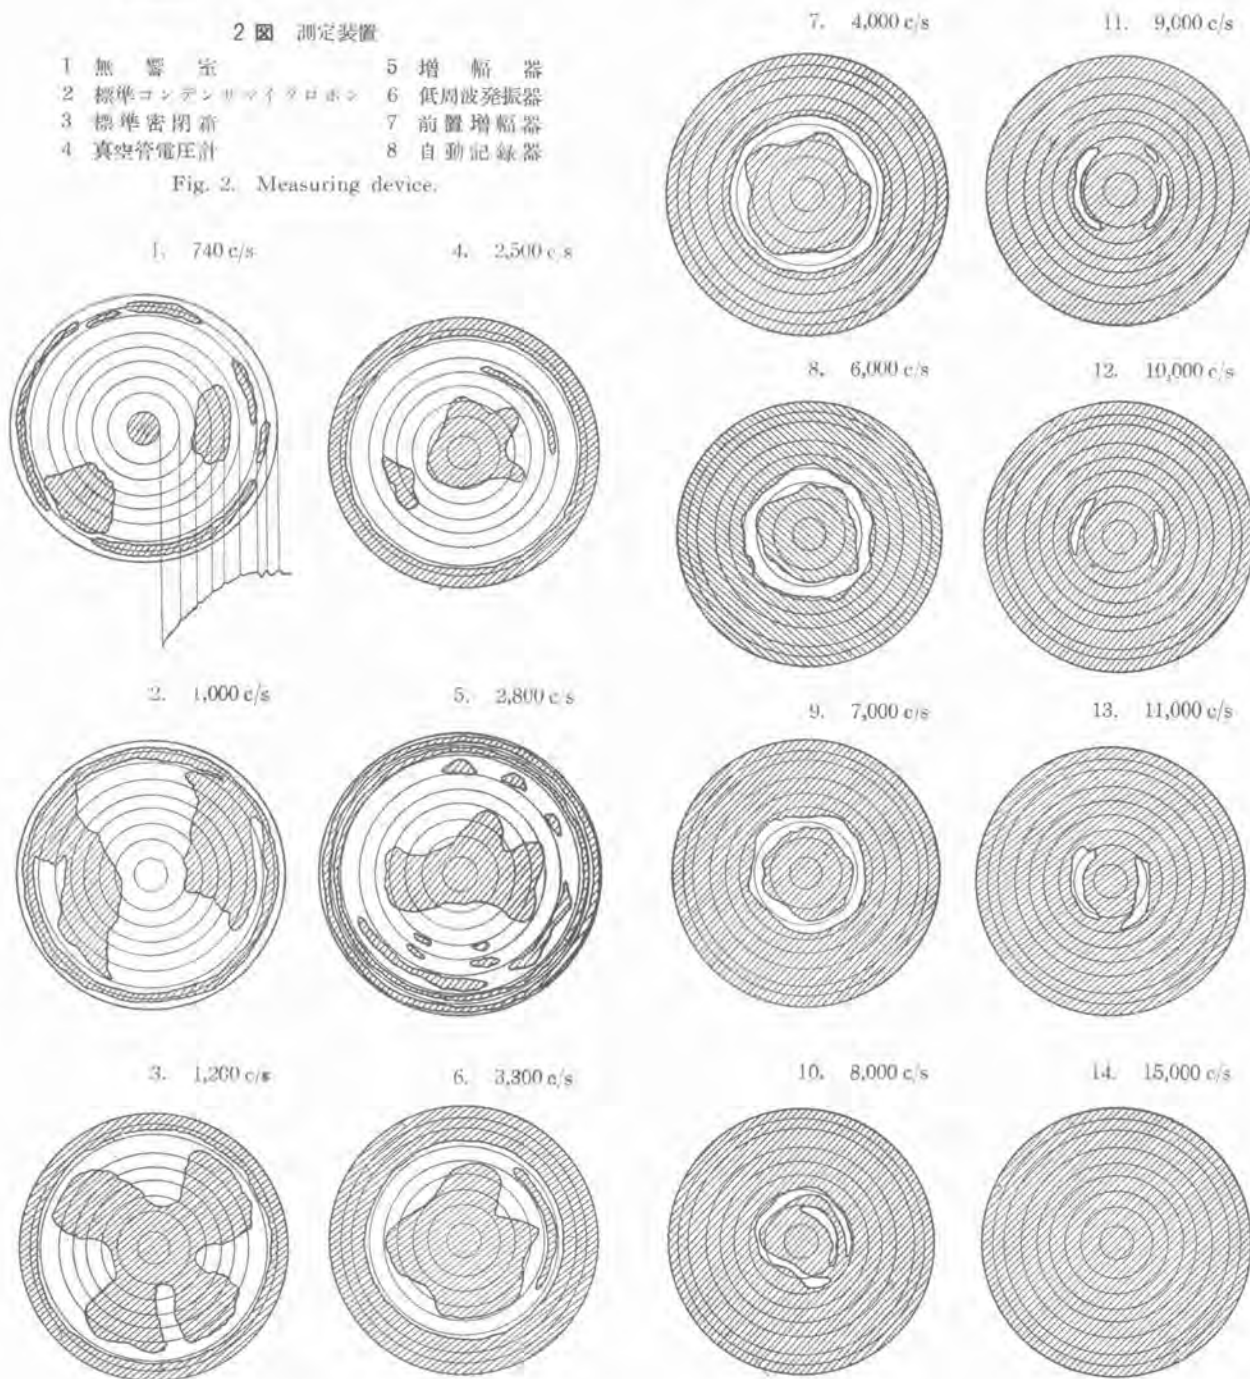 2 図 測定装置
1 無響室 5 増幅器
2 標準コンデンサマイクロホン 6 低周波発振器
3 標準密閉箱 7 前置増幅器
4 真空管電圧計 8 自動記録器
Fig. 2. Measuring device.
1. 740 c/s
4. 2,500 c/s
2. 1,000 c/s
5. 2,800 c/s
3. 1,200 c/s
6. 3,300 c/s
7. 4,000 c/s
11. 9,000 c/s
8. 6,000 c/s
12. 10,000 c/s
9. 7,000 c/s
13. 11,000 c/s
10. 8,000 c/s
14. 15,000 c/s